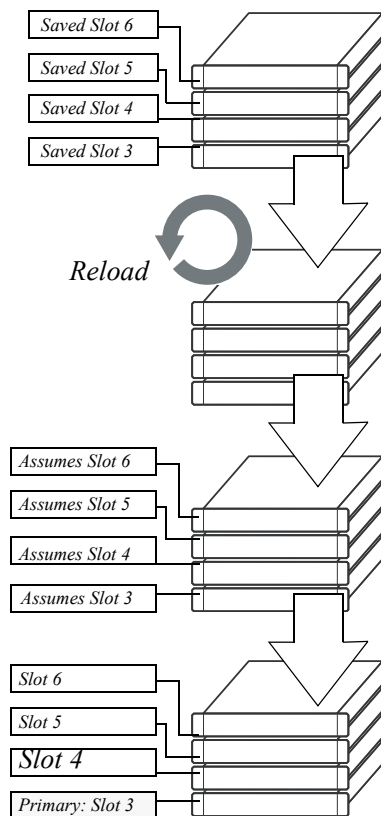 Saved Slot 6
Saved Slot 5
Saved Slot 4
Saved Slot 3
Reload
Assumes Slot 6
Assumes Slot 5
Assumes Slot 4
Assumes Slot 3
Slot 6
Slot 5
Slot 4
Primary: Slot 3